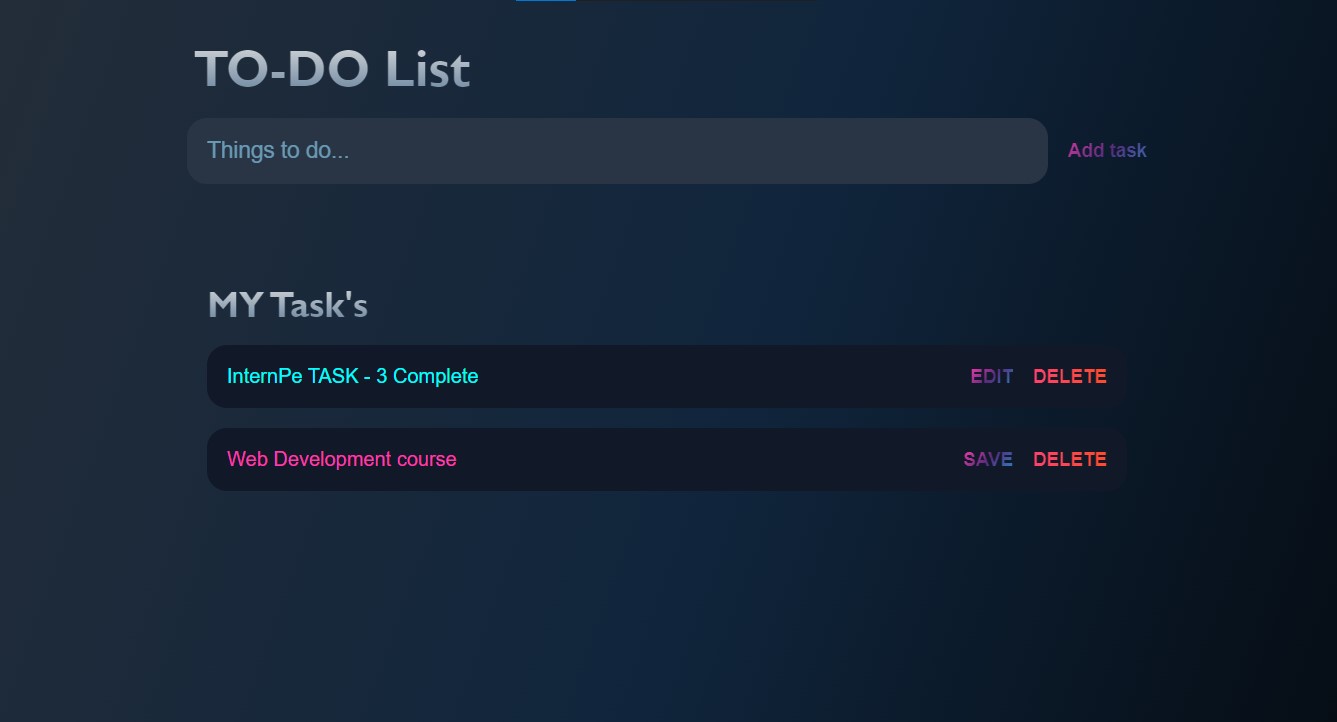 TO-DO List
Things to do...
Add task
MY Task's
InternPe TASK - 3 Complete
EDIT DELETE
Web Development course
SAVE DELETE